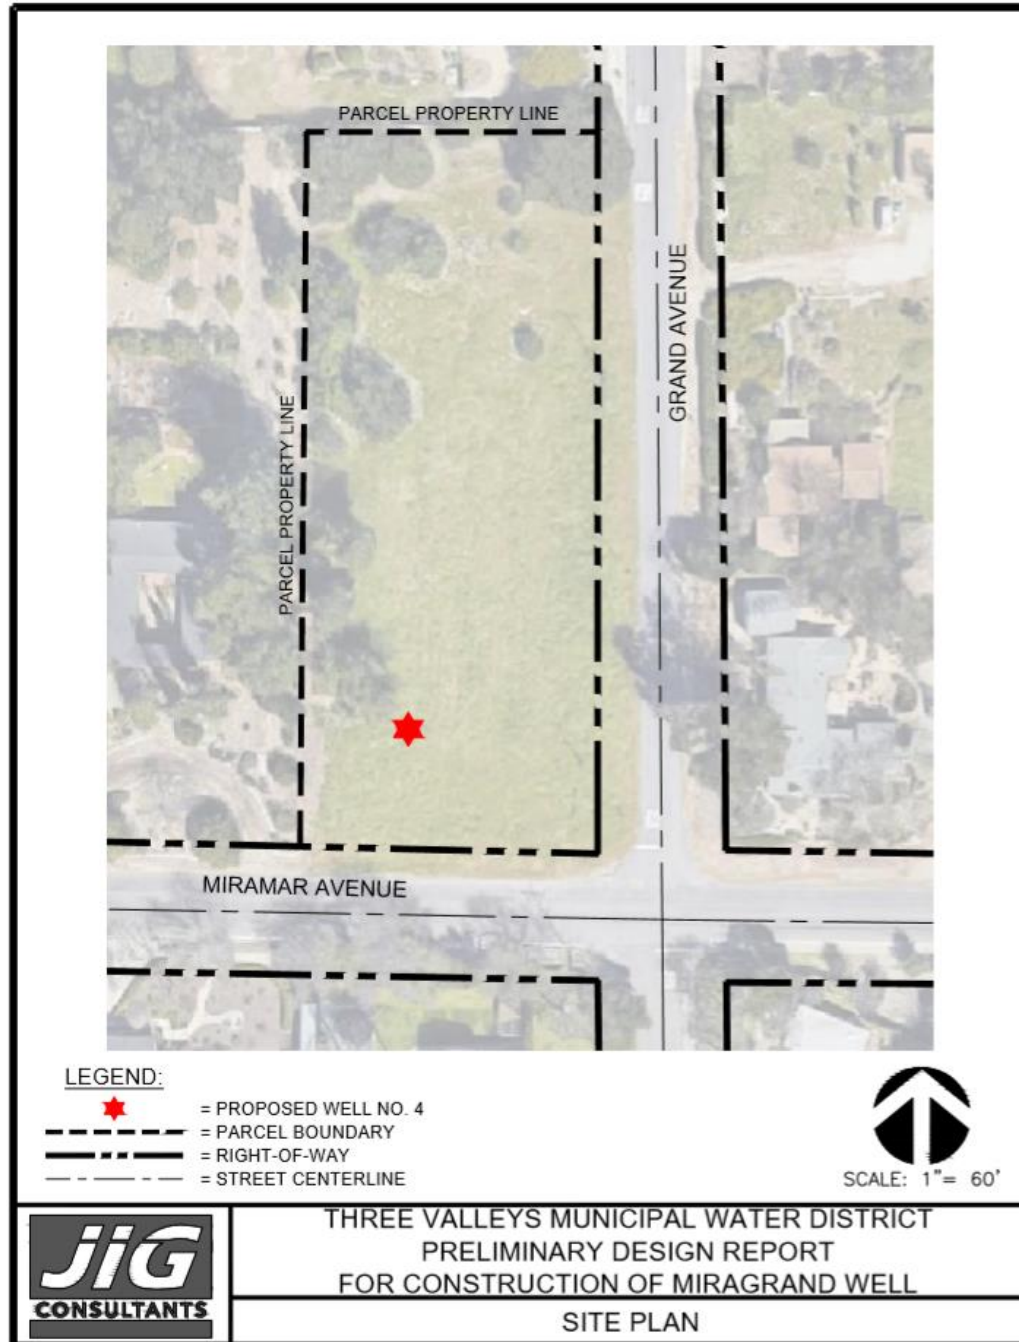 PARCEL PROPERTY LINE
PARCEL PROPERTY LINE
GRAND AVENUE
MIRAMAR AVENUE
LEGEND:
= PROPOSED WELL NO. 4
= PARCEL BOUNDARY
= RIGHT-OF-WAY
= STREET CENTERLINE
SCALE: 1"= 60'
JIG
CONSULTANTS
THREE VALLEYS MUNICIPAL WATER DISTRICT
PRELIMINARY DESIGN REPORT
FOR CONSTRUCTION OF MIRAGRAND WELL
SITE PLAN